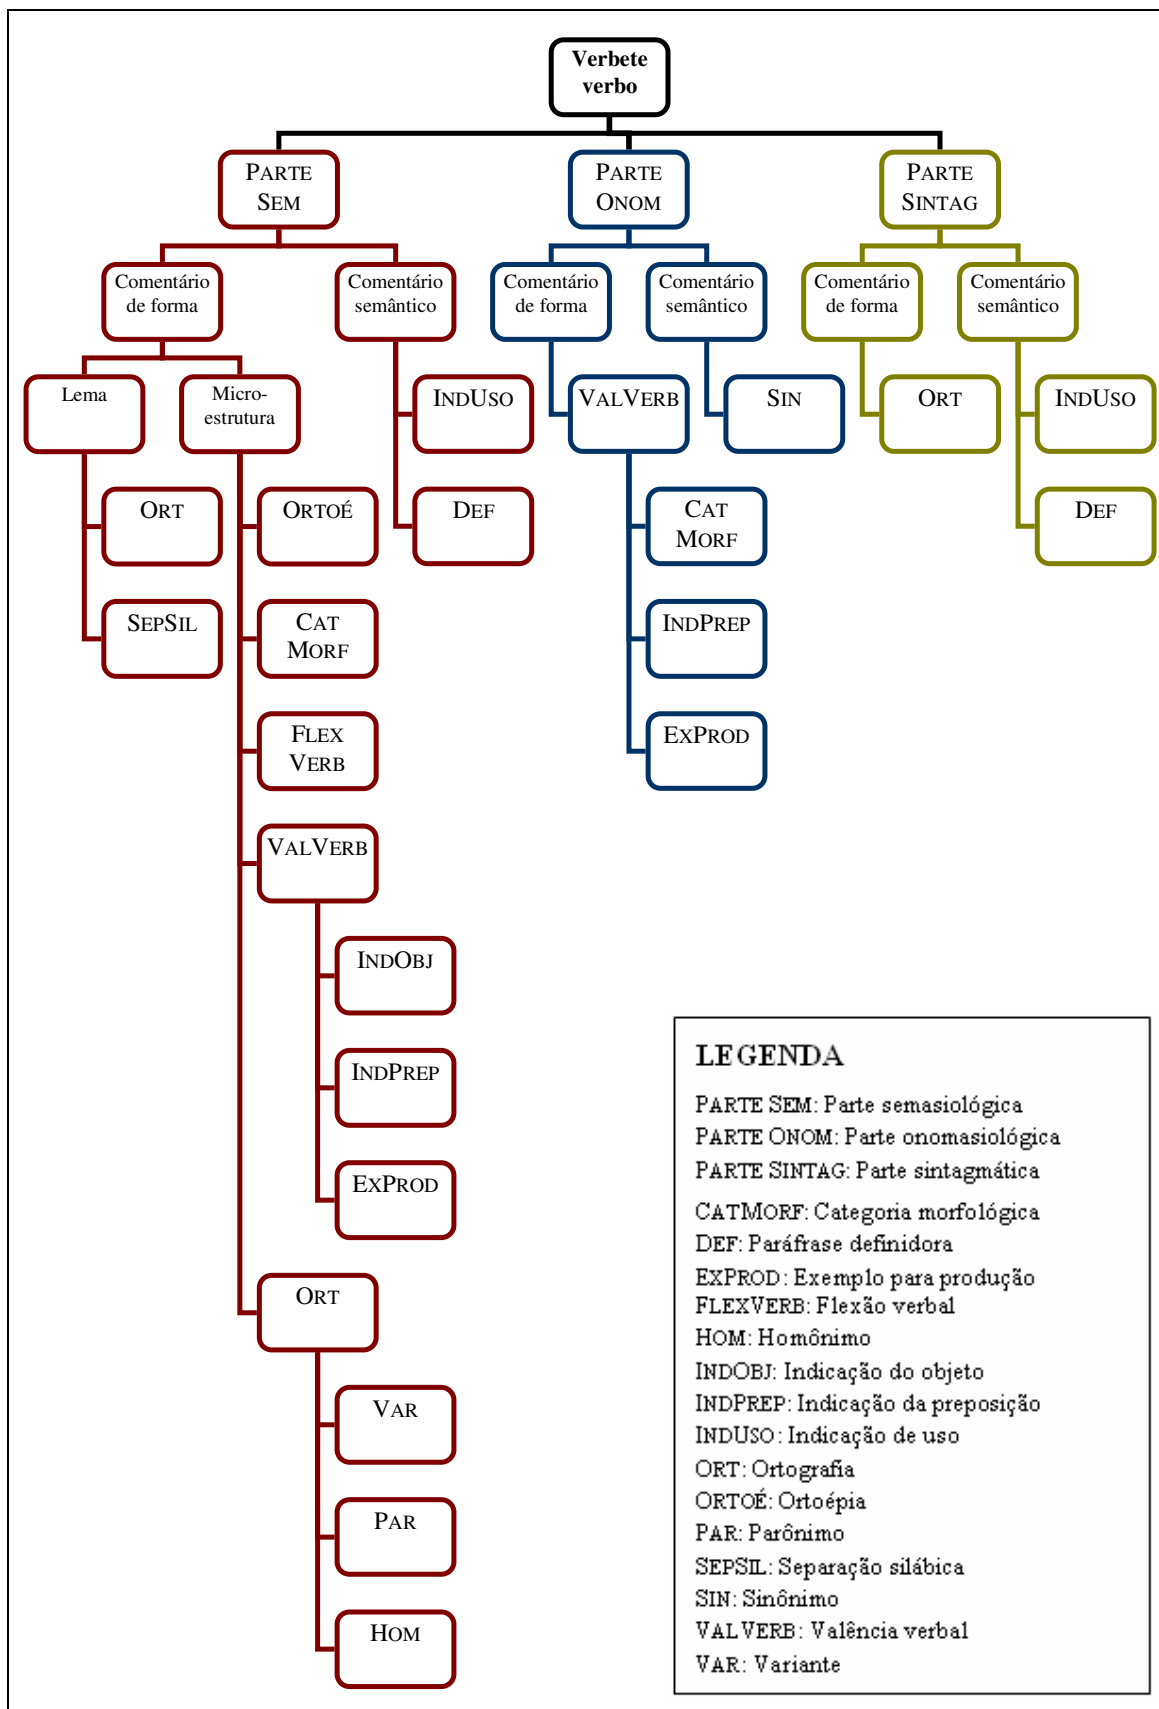 Verbete
verbo
PARTE
SEM
PARTE
ONOM
PARTE
SINTAG
Comentário
de forma
Comentário
semântico
Comentário
de forma
Comentário
semântico
Comentário
de forma
Comentário
semântico
Lema
Micro-
estrutura
INDUSO
VALVERB
SIN
ORT
INDUSO
ORT
ORTOÉ
DEF
CAT
MORF
DEF
SEPSIL
CAT
MORF
INDPREP
FLEX
VERB
EXPROD
VALVERB
INDOBJ
INDPREP
EXPROD
ORT
VAR
PAR
HOM
LEGENDA
PARTE SEM: Parte semasiológica
PARTE ONOM: Parte onomasiológica
PARTE SINTAG: Parte sintagmática
CATMORF: Categoria morfológica
DEF: Paráfrase definidora
EXPROD: Exemplo para produção
FLEXVERB: Flexão verbal
HOM: Homônimo
INDOBJ: Indicação do objeto
INDPREP: Indicação da preposição
INDUSO: Indicação de uso
ORT: Ortografia
ORTOÉ: Ortoépia
PAR: Parônimo
SEPSIL: Separação silábica
SIN: Sinônimo
VALVERB: Valência verbal
VAR: Variante